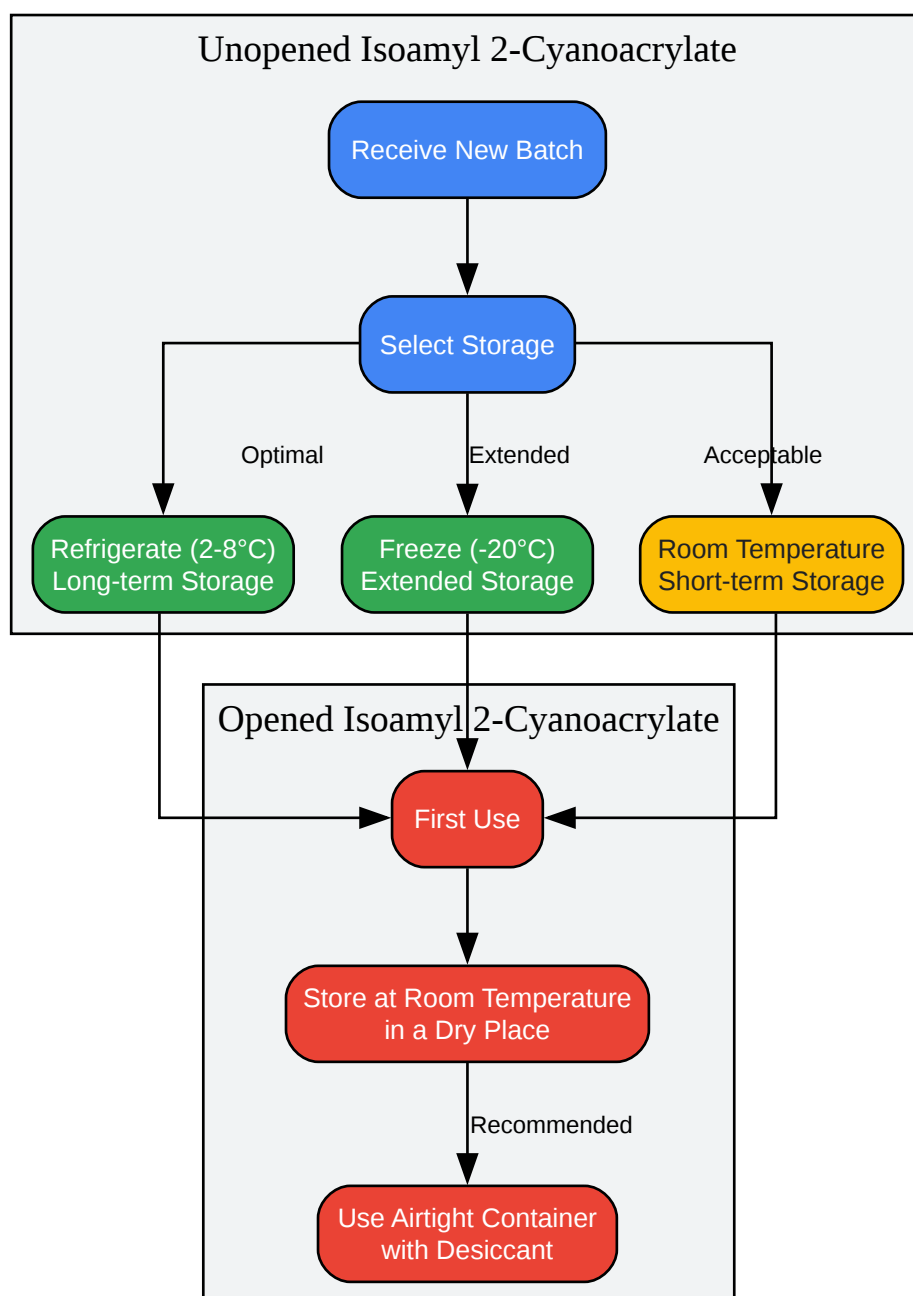 Unopened Isoamyl 2-Cyanoacrylate
Receive New Batch
Select Storage
Optimal
Extended
Acceptable
Refrigerate (2-8°C)
Long-term Storage
Freeze (-20°C)
Extended Storage
Room Temperature
Short-term Storage
Opened Isoamyl 2-Cyanoacrylate
First Use
Store at Room Temperature
in a Dry Place
Recommended
Use Airtight Container
with Desiccant